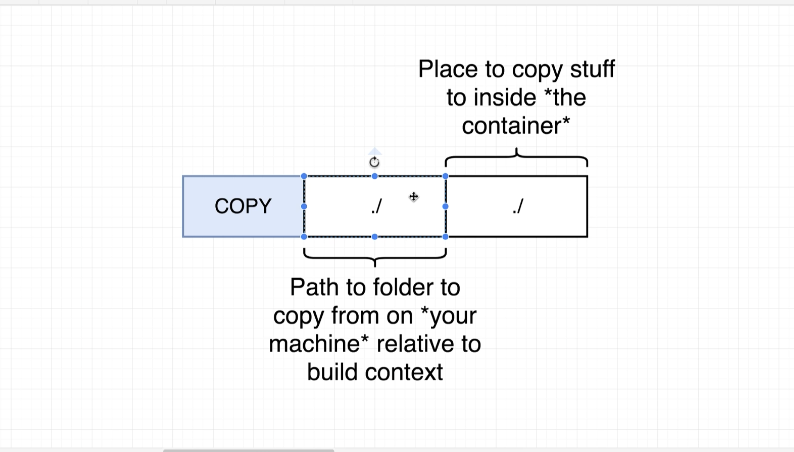 Place to copy stuff
to inside *the
container*
COPY
./
./
Path to folder to
copy from on *your
machine* relative to
build context